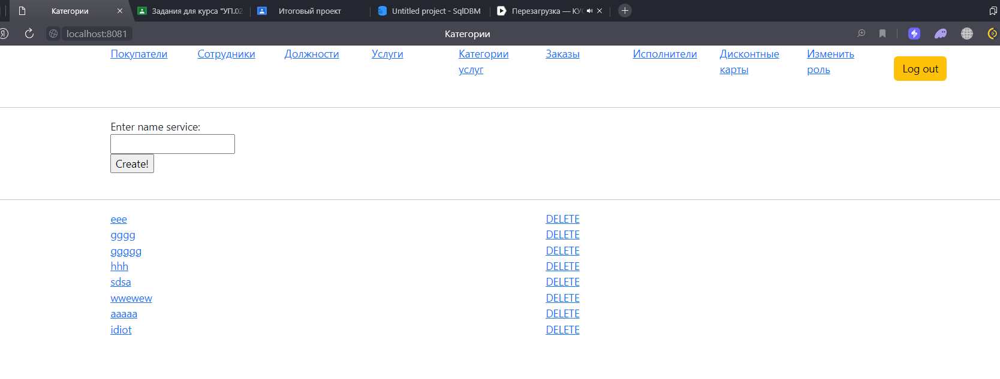 Категории
Задания для курса "УП.02
Итоговый проект
Untitled project - SqlDBM
Перезагрузка — КУС
localhost:8081
Категории
Покупатели Сотрудники Должности Услуги Категории Заказы Исполнители Дисконтные Изменить
услуг карты роль
Log out
Enter name service:
Create!
eee DELETE
gggg DELETE
ggggg DELETE
hhh DELETE
sdsa DELETE
wwewew DELETE
aaaaa DELETE
idiot DELETE